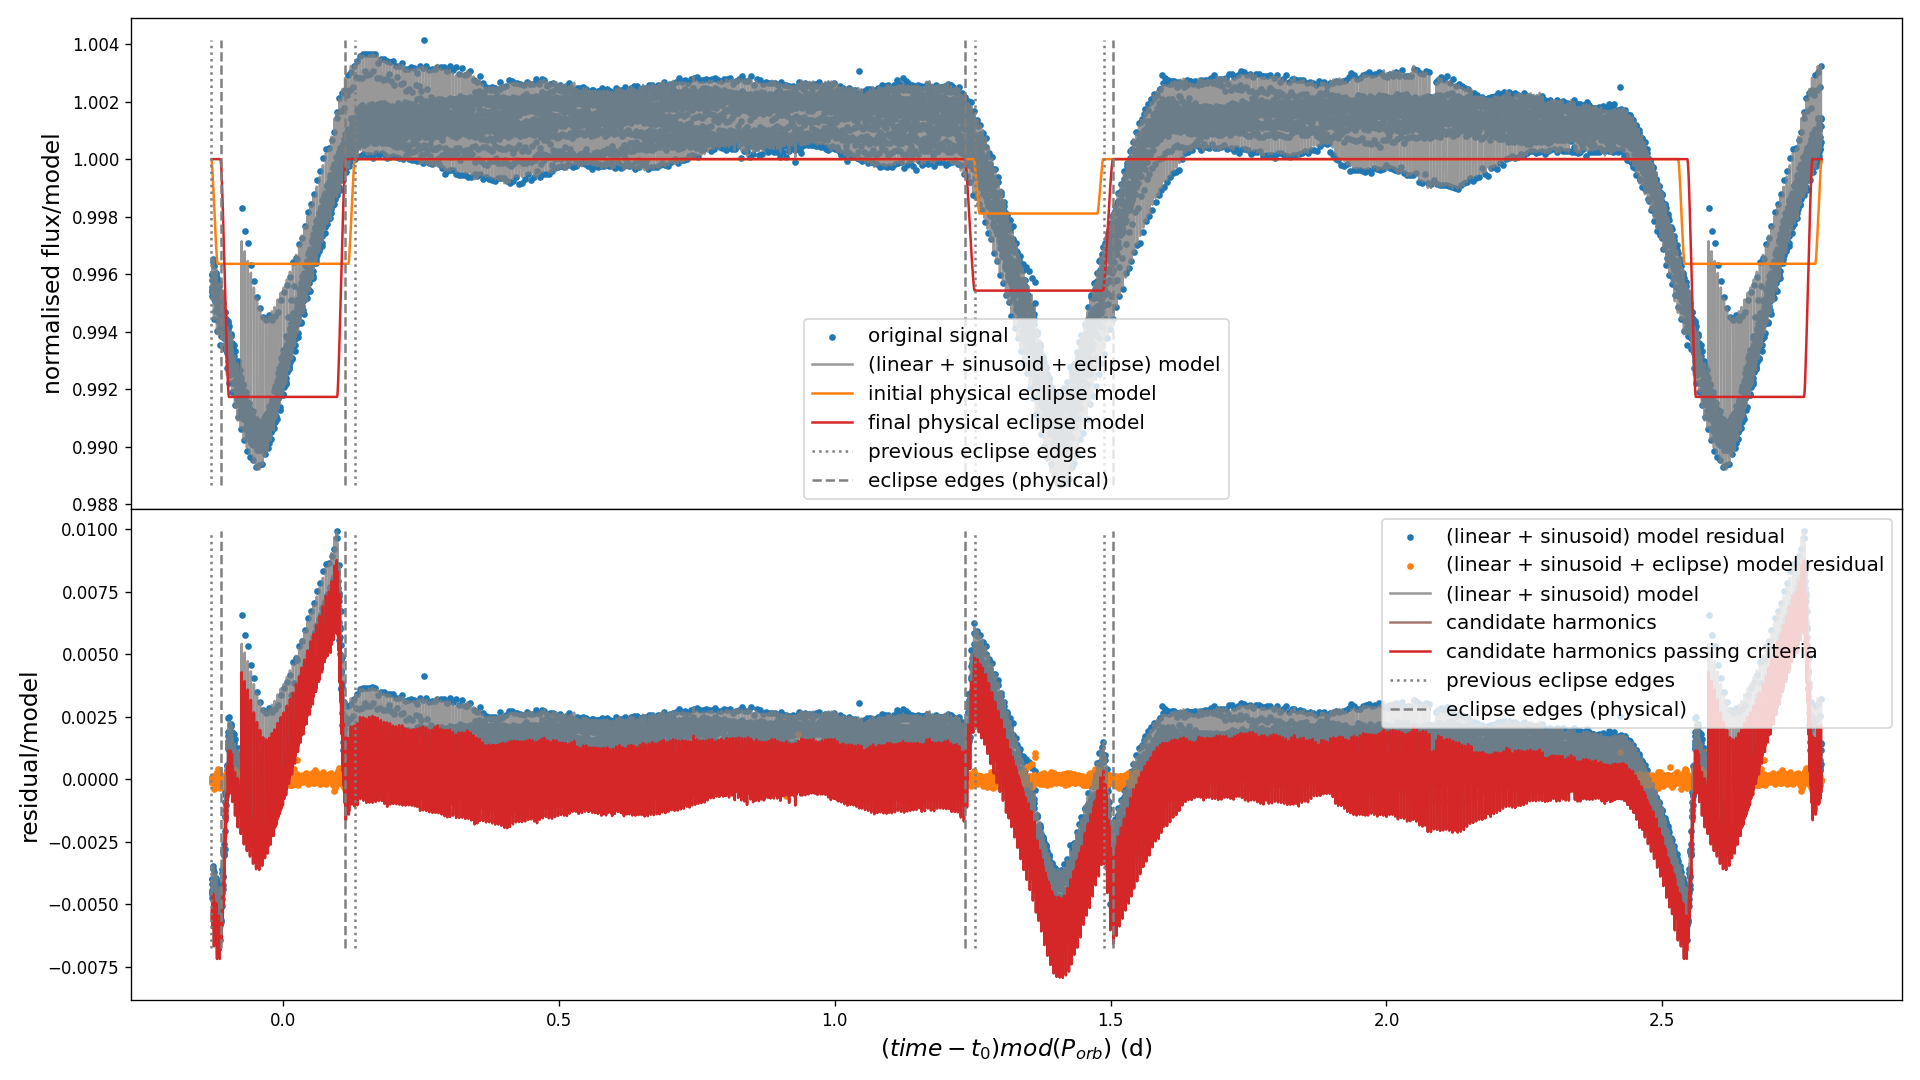 normalised flux/model
1.004
1.002
1.000
0.998
0.996
0.994
0.992
0.990
0.988
original signal
(linear + sinusoid + eclipse) model
initial physical eclipse model
final physical eclipse model
previous eclipse edges
eclipse edges (physical)
residual/model
0.0100
0.0075
0.0050
0.0025
0.0000
−0.0025
−0.0050
−0.0075
(linear + sinusoid) model residual
(linear + sinusoid + eclipse) model residual
(linear + sinusoid) model
candidate harmonics
candidate harmonics passing criteria
previous eclipse edges
eclipse edges (physical)
0.0 0.5 1.0 1.5 2.0 2.5
(time − t₀)mod(Pₒᵣb) (d)